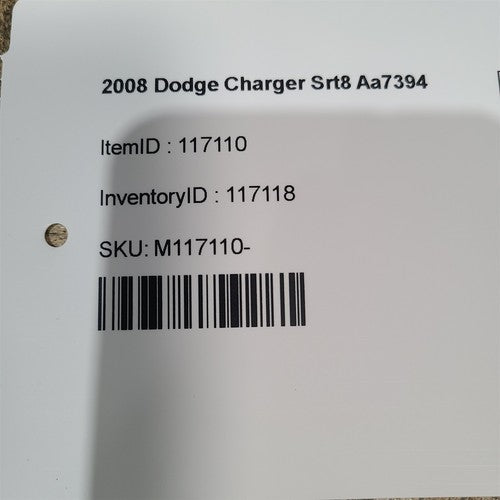 2008 Dodge Charger Srt8 Aa7394
ItemID : 117110
InventoryID : 117118
SKU: M117110-